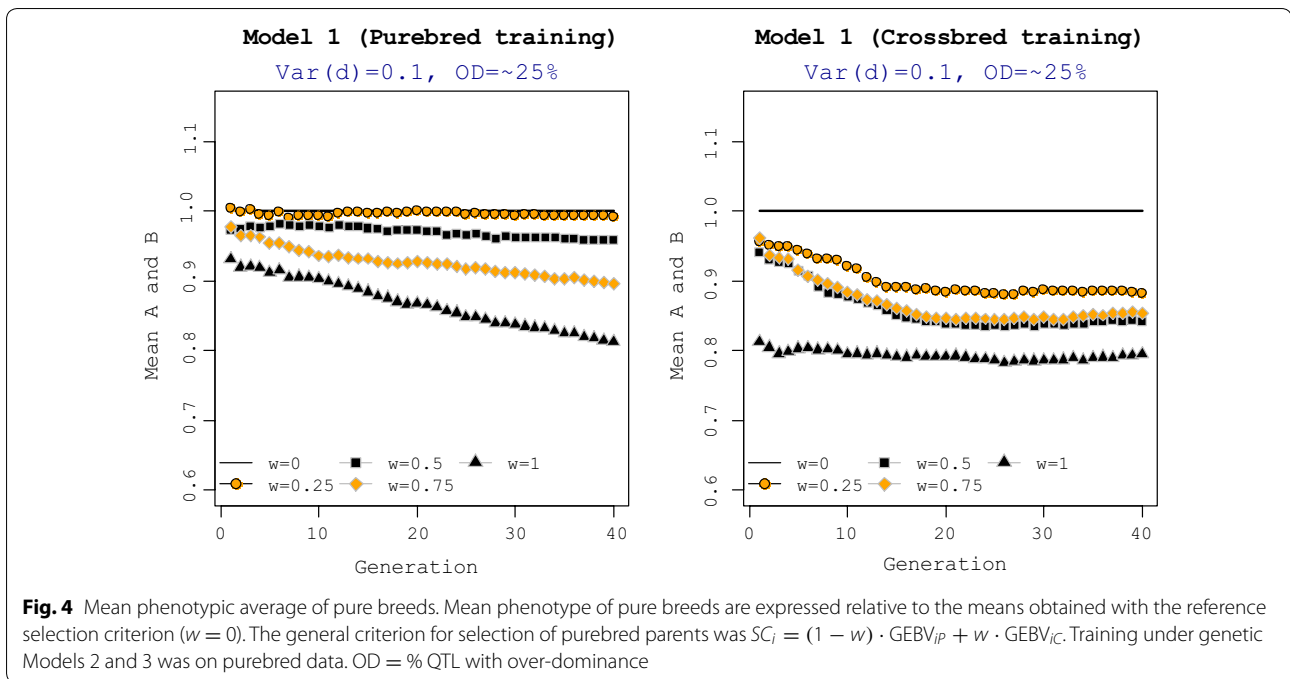 Model 1 (Purebred training)
Var(d)=0.1, OD=~25%
Mean A and B
1.1
1.0
0.9
0.8
0.7
0.6
w=0 w=0.5 w=1
w=0.25 w=0.75
0 10 20 30 40
Generation
Model 1 (Crossbred training)
Var(d)=0.1, OD=~25%
Mean A and B
1.1
1.0
0.9
0.8
0.7
0.6
w=0 w=0.5 w=1
w=0.25 w=0.75
0 10 20 30 40
Generation
Fig. 4 Mean phenotypic average of pure breeds. Mean phenotype of pure breeds are expressed relative to the means obtained with the reference
selection criterion (w = 0). The general criterion for selection of purebred parents was SCᵢ = (1 − w) · GEBVᵢP + w · GEBVᵢC. Training under genetic
Models 2 and 3 was on purebred data. OD = % QTL with over-dominance